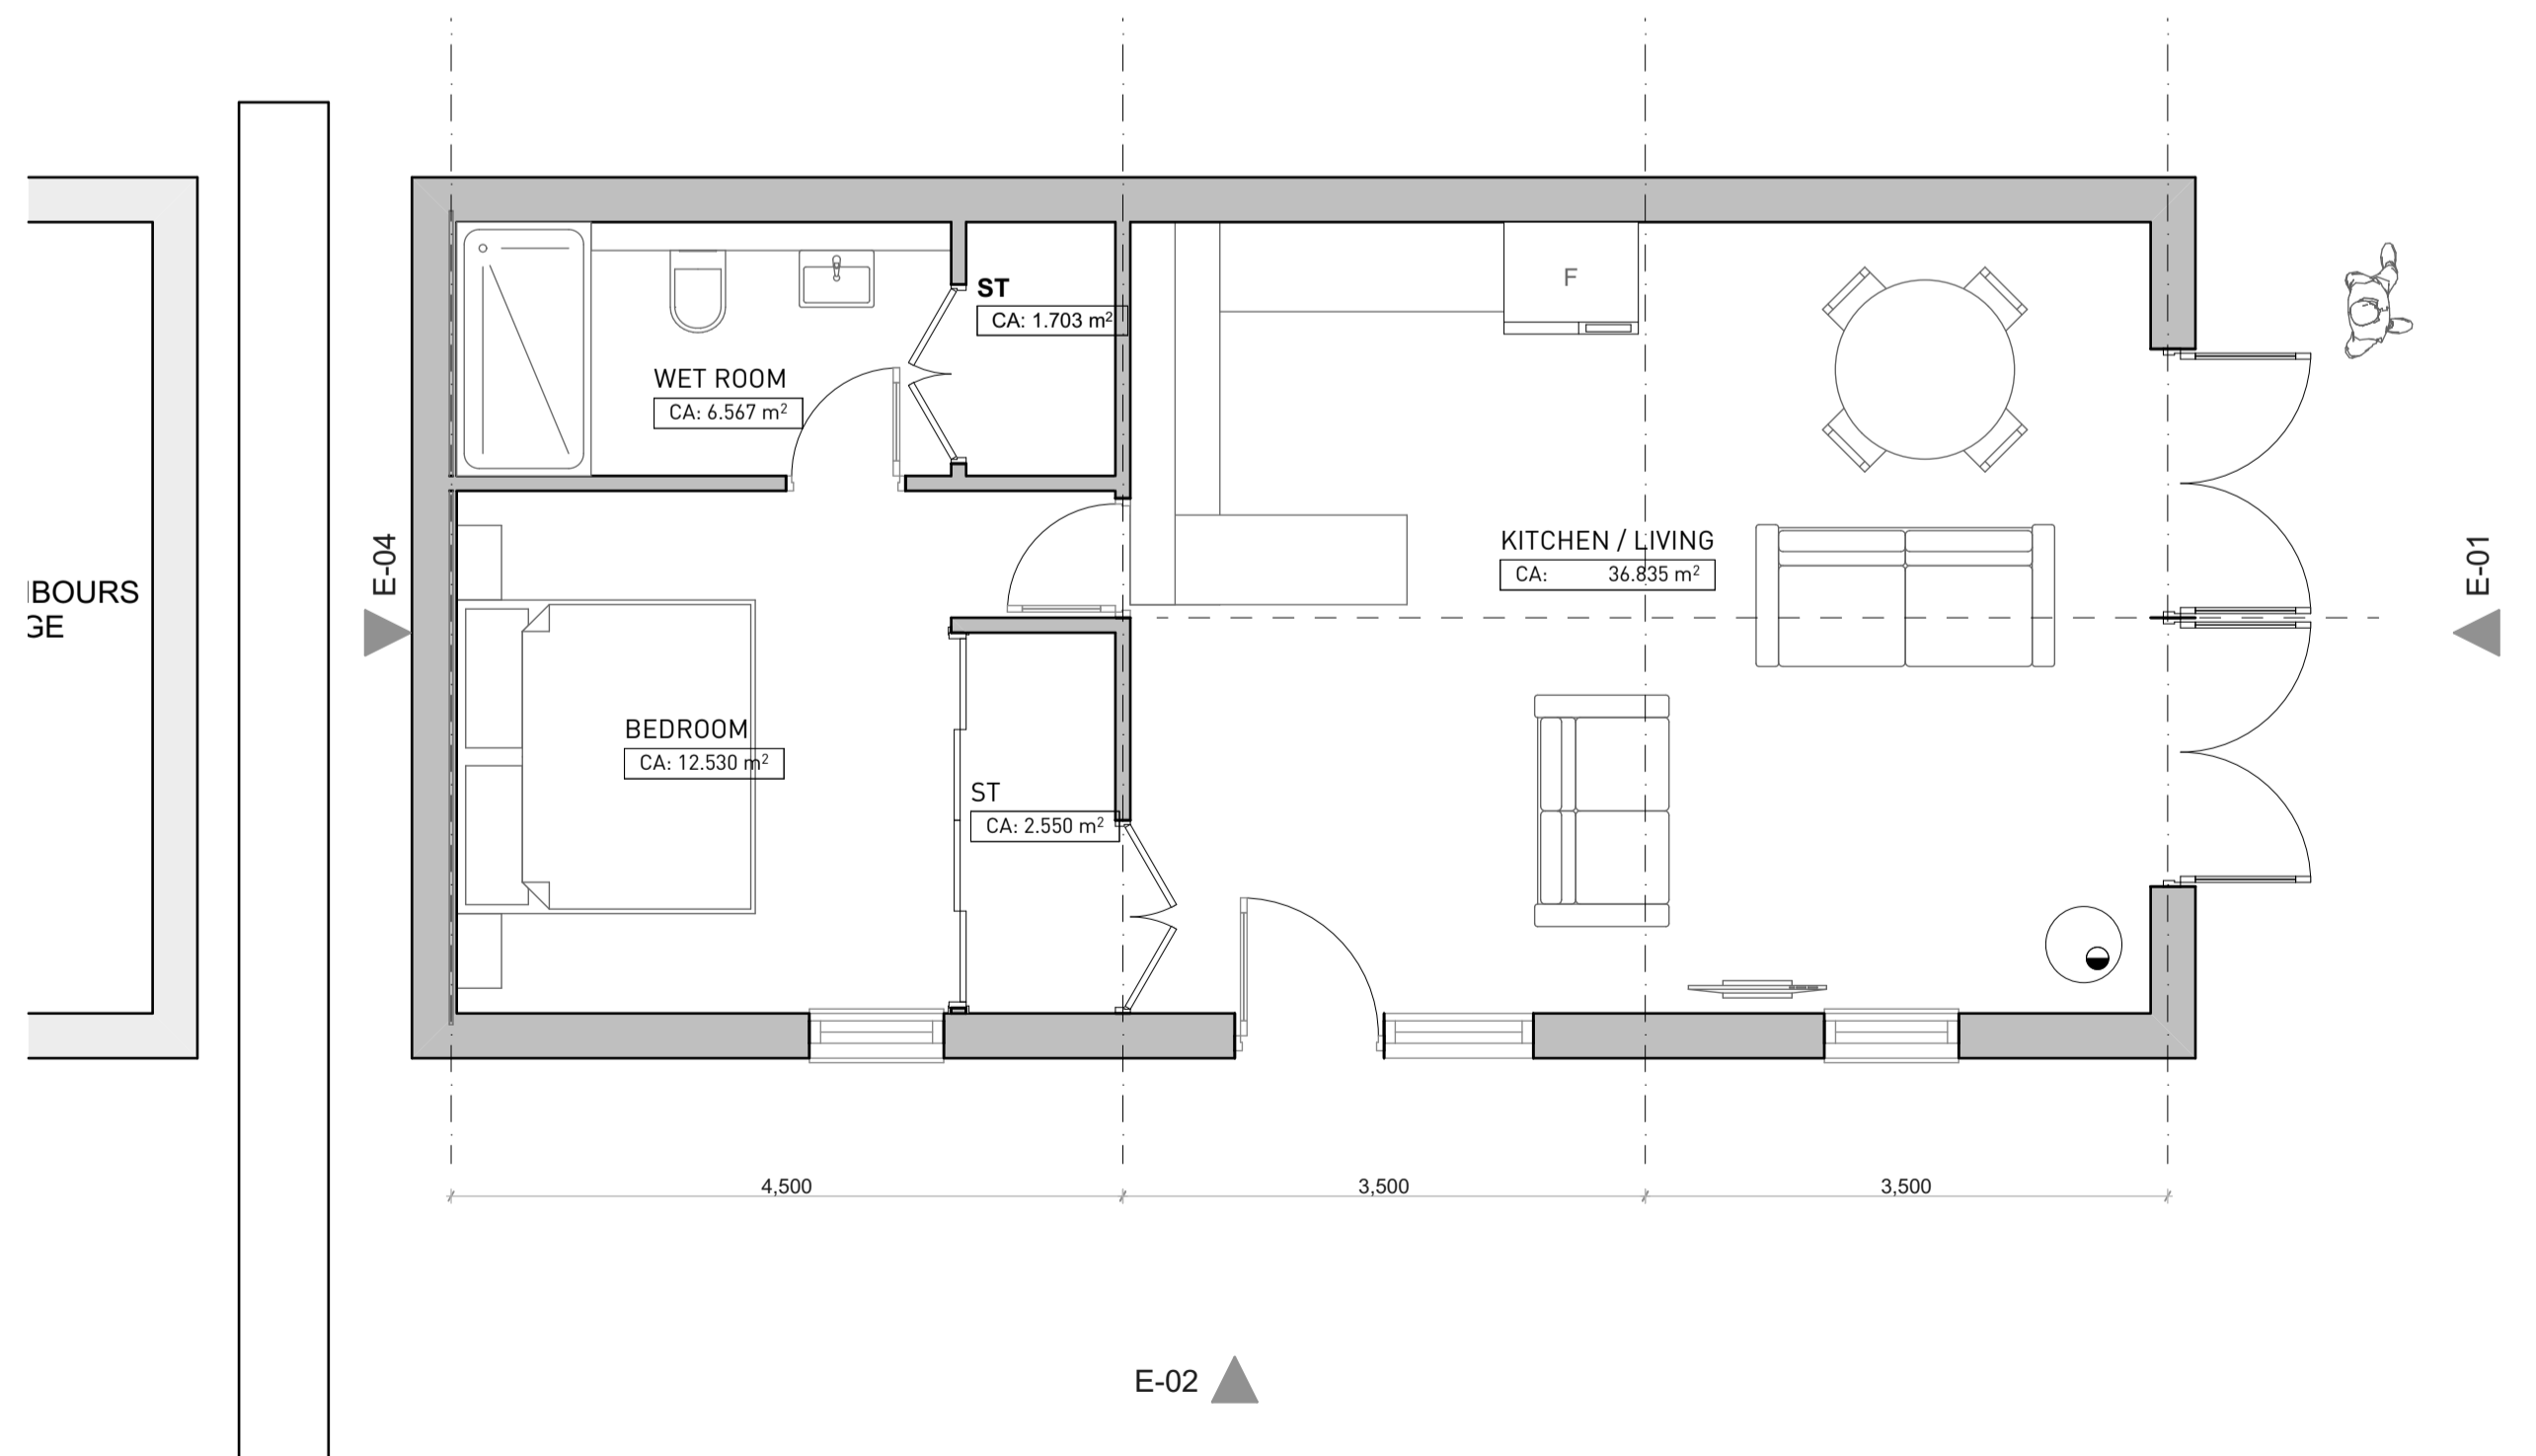 ST
CA: 1.703 m²
F
WET ROOM
CA: 6.567 m²
E-04
KITCHEN / LIVING
CA: 36.835 m²
E-01
BOURS
GE
BEDROOM
CA: 12.530 m²
ST
CA: 2.550 m²
4,500
3,500
3,500
E-02